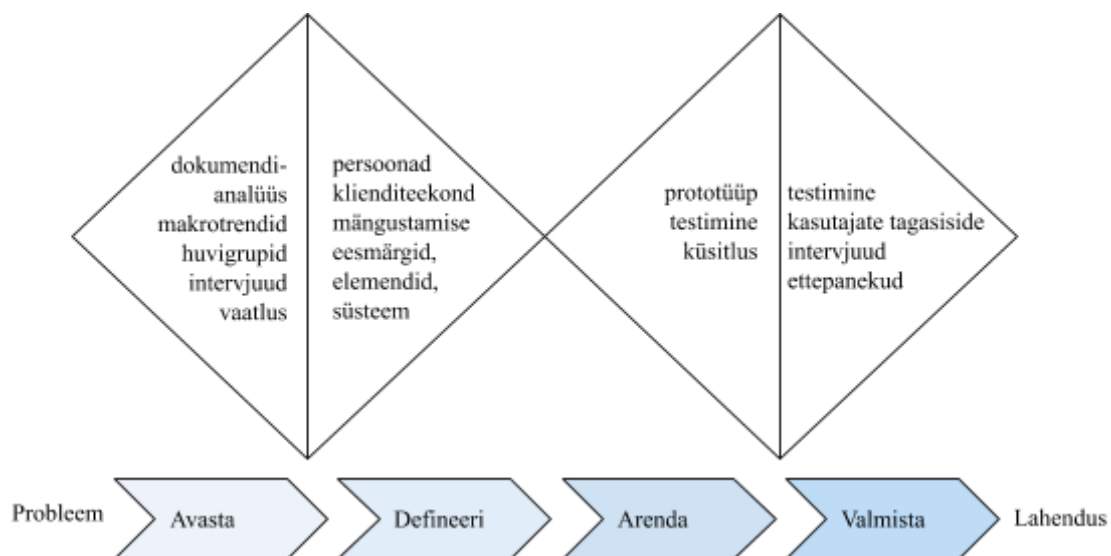 dokumendi-
analüüs
makrotrendid
huvigrupid
intervjuud
vaatlus
persoonad
klienditeekond
mängustamise
eesmärgid,
elemendid,
süsteem
prototüüp
testimine
küsitlus
testimine
kasutajate tagasiside
intervjuud
ettepanekud
Probleem
Avasta
Defineeri
Arenda
Valmista
Lahendus